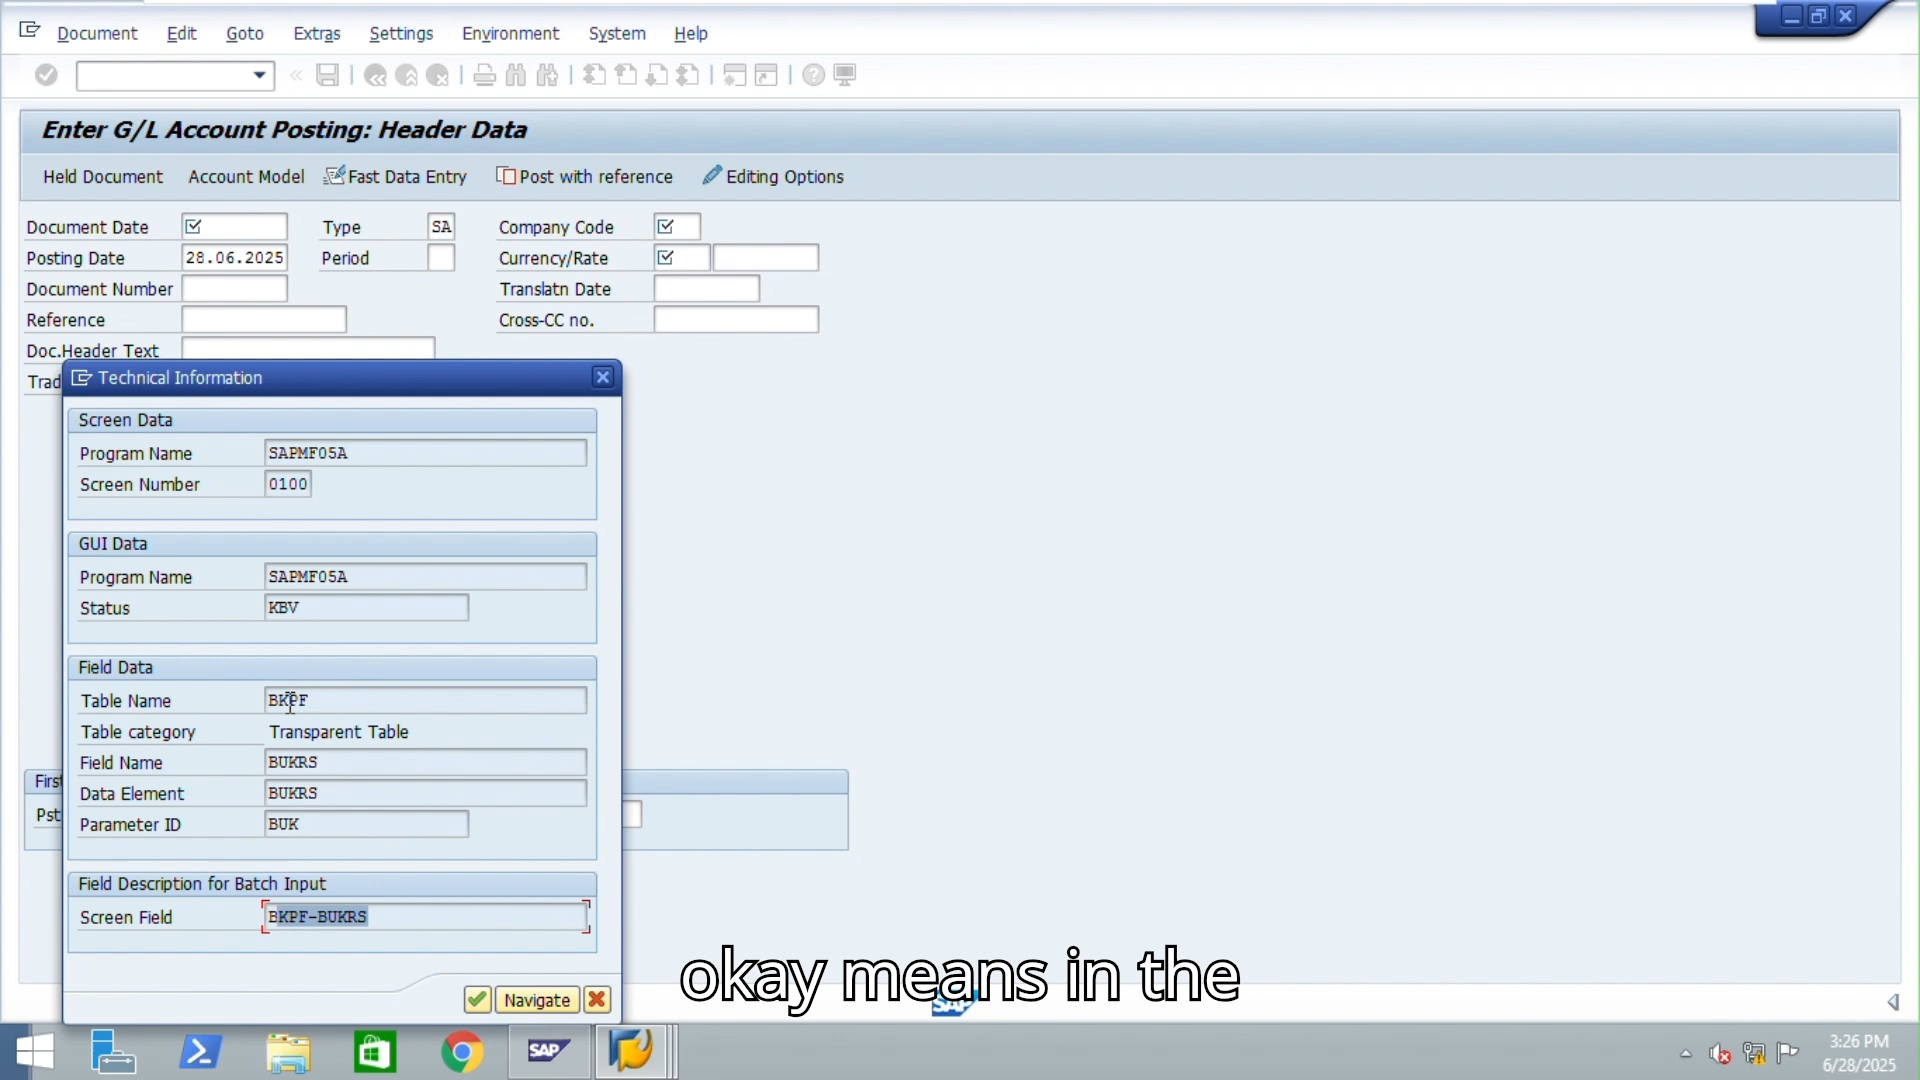 Document Edit Goto Extras Settings Environment System Help
Enter G/L Account Posting: Header Data
Held Document Account Model Fast Data Entry Post with reference Editing Options
Document Date Type SA Company Code
Posting Date 28.06.2025 Period Currency/Rate
Document Number Translatn Date
Reference Cross-CC no.
Doc.Header Text
Trad
Technical Information
Screen Data
Program Name SAPMF05A
Screen Number 0100
GUI Data
Program Name SAPMF05A
Status KBV
Field Data
Table Name BKPF
Table category Transparent Table
Field Name BUKRS
First
Data Element BUKRS
Pst
Parameter ID BUK
Field Description for Batch Input
Screen Field BKPF-BUKRS
okay means in the
Navigate
SAP
SAP
3:26 PM
6/28/2025